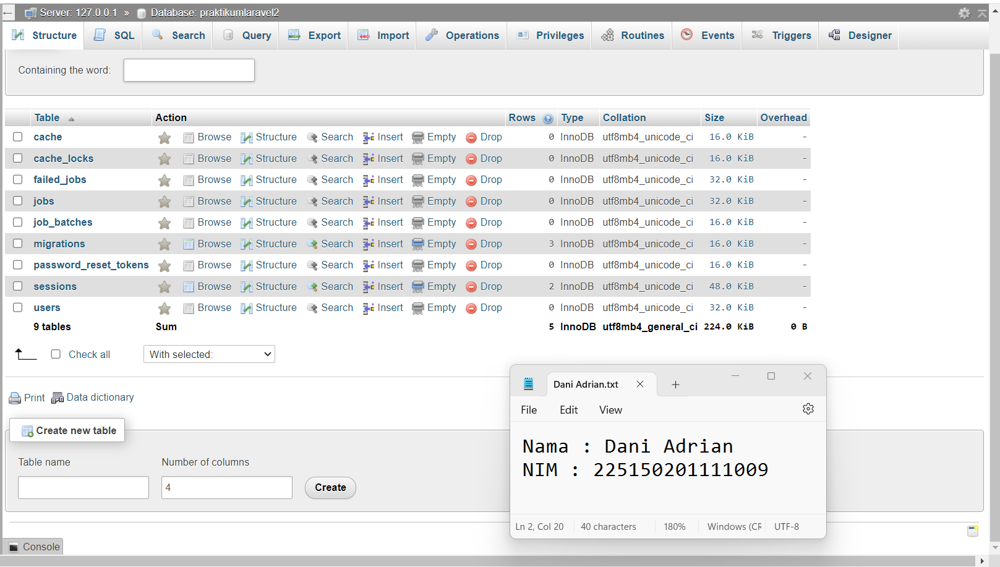 Server: 127.0.0.1 » Database: praktikumlaravel2
Structure SQL Search Query Export Import Operations Privileges Routines Events Triggers Designer
Containing the word:
Table Action Rows Type Collation Size Overhead
cache Browse Structure Search Insert Empty Drop 0 InnoDB utf8mb4_unicode_ci 16.0 KiB -
cache_locks Browse Structure Search Insert Empty Drop 0 InnoDB utf8mb4_unicode_ci 16.0 KiB -
failed_jobs Browse Structure Search Insert Empty Drop 0 InnoDB utf8mb4_unicode_ci 32.0 KiB -
jobs Browse Structure Search Insert Empty Drop 0 InnoDB utf8mb4_unicode_ci 32.0 KiB -
job_batches Browse Structure Search Insert Empty Drop 0 InnoDB utf8mb4_unicode_ci 16.0 KiB -
migrations Browse Structure Search Insert Empty Drop 3 InnoDB utf8mb4_unicode_ci 16.0 KiB -
password_reset_tokens Browse Structure Search Insert Empty Drop 0 InnoDB utf8mb4_unicode_ci 16.0 KiB -
sessions Browse Structure Search Insert Empty Drop 2 InnoDB utf8mb4_unicode_ci 48.0 KiB -
users Browse Structure Search Insert Empty Drop 0 InnoDB utf8mb4_unicode_ci 32.0 KiB -
9 tables Sum 5 InnoDB utf8mb4_general_ci 224.0 KiB 0 B
Check all With selected:
Print Data dictionary
Create new table
Table name Number of columns
4 Create
Console
Dani Adrian.txt
File Edit View
Nama : Dani Adrian
NIM : 225150201111009
Ln 2, Col 20 40 characters 180% Windows (CR UTF-8